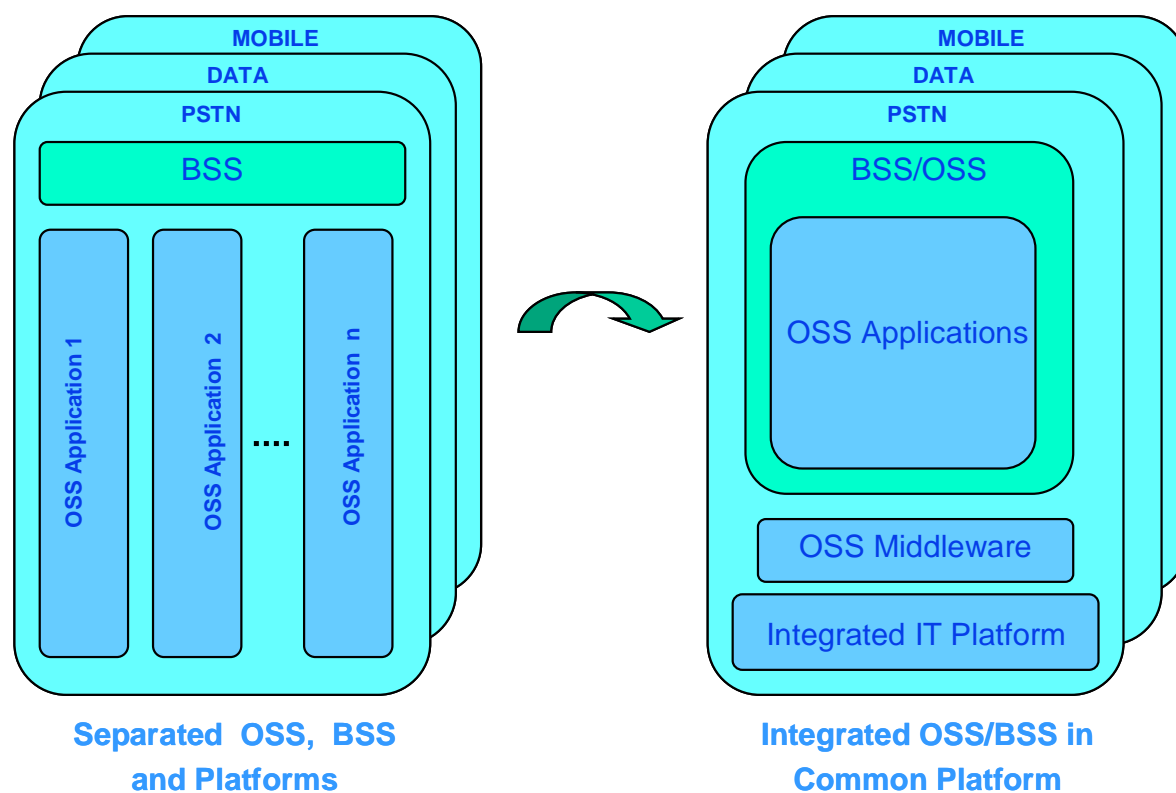 MOBILE
DATA
PSTN
BSS
OSS Application 1
OSS Application 2
....
OSS Application n
Separated OSS, BSS
and Platforms
MOBILE
DATA
PSTN
BSS/OSS
OSS Applications
OSS Middleware
Integrated IT Platform
Integrated OSS/BSS in
Common Platform